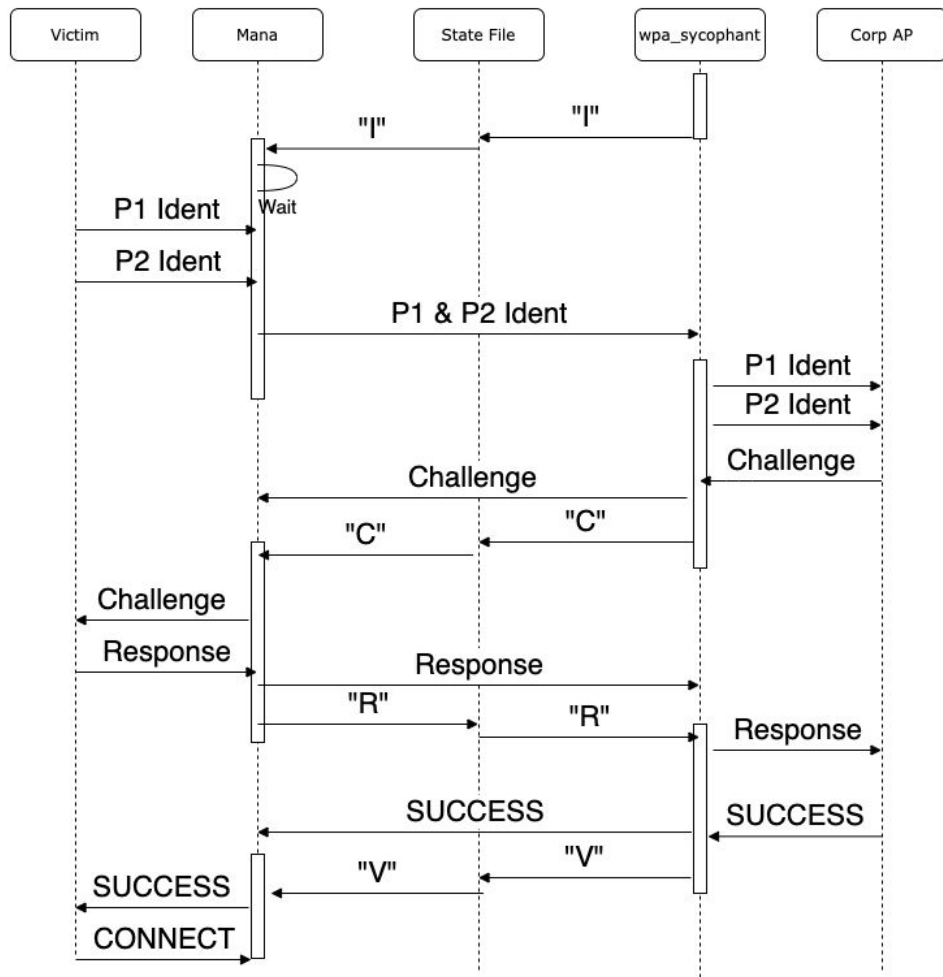 Victim
Mana
State File
wpa_sycophant
Corp AP
"I"
"I"
Wait
P1 Ident
P2 Ident
P1 & P2 Ident
P1 Ident
P2 Ident
Challenge
Challenge
"C"
"C"
Challenge
Response
Response
"R"
"R"
Response
SUCCESS
SUCCESS
"V"
"V"
SUCCESS
CONNECT